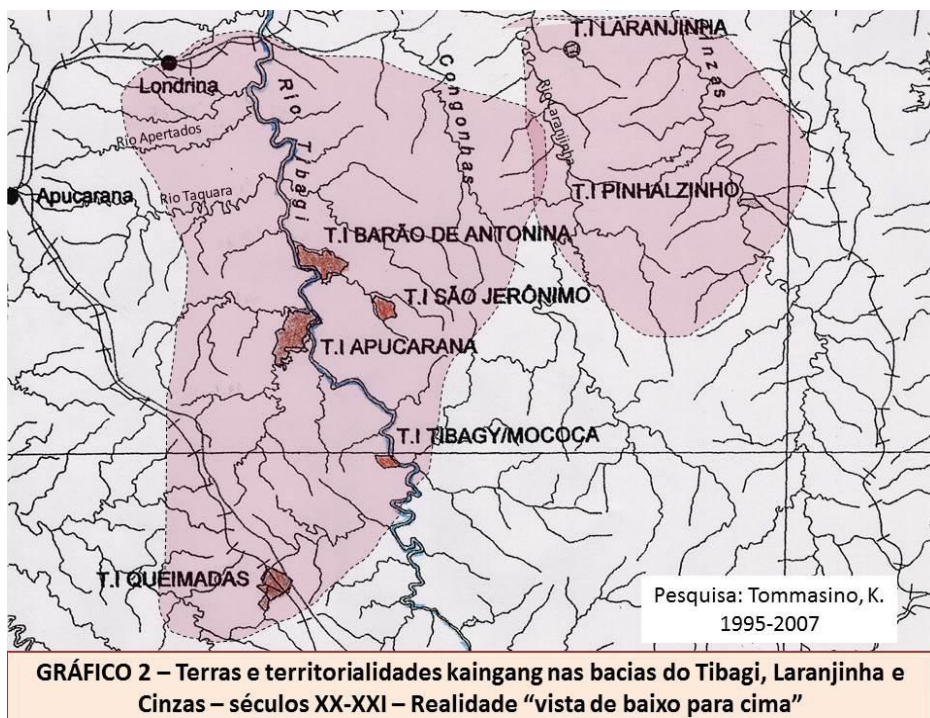 T.I LARANJINHA
Londrina
Rio Tibagi
Congonhas
inzas
Rio Laranjinha
Rio Apertados
Apucarana
Rio Taquara
T.I PINHALZINHO
T.I BARÃO DE ANTONINA
T.I SÃO JERÔNIMO
T.I APUCARANA
T.I TIBAGY/MOCOCA
T.I QUEIMADAS
Pesquisa: Tommasino, K.
1995-2007
GRÁFICO 2 – Terras e territorialidades kaingang nas bacias do Tibagi, Laranjinha e
Cinzas – séculos XX-XXI – Realidade “vista de baixo para cima”